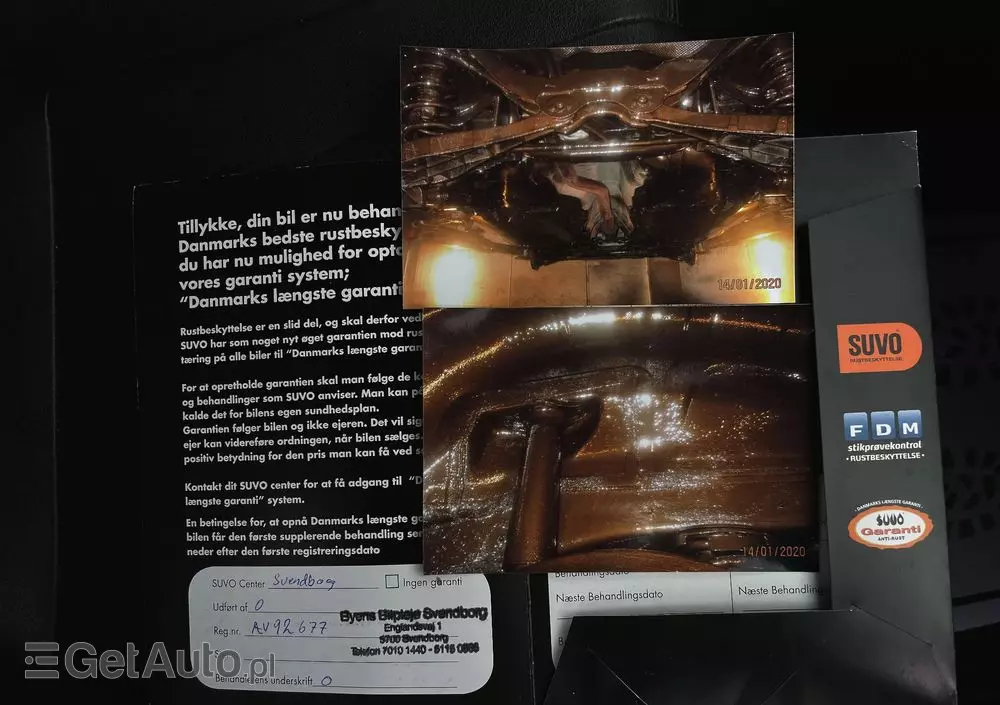 14/01/2020
Tillykke, din bil er nu behan
Danmarks bedste rustbesky
du har nu mulighed for opta
vores garanti system;
"Danmarks længste garanti
Rustbeskyttelse er en slid del, og skal derfor ved
SUVO har som noget nyt øget garantien mod rus
tæring på alle biler til "Danmarks længste garan
For at opretholde garantien skal man følge de k
og behandlinger som SUVO anviser. Man kan p
kalde det for bilens egen sundhedsplan.
Garantien følger bilen og ikke ejeren. Det vil sig
ejer kan videreføre ordningen, når bilen sælges.
positiv betydning for den pris man kan få ved s
Kontakt dit SUVO center for at få adgang til "D
længste garanti" system.
En betingelse for, at opnå Danmarks længste ga
bilen får den første supplerende behandling sen
neder efter den første registreringsdato
14/01/2020
SUVO
RUSTBESKYTTELSE
FDM
stikprøvekontrol
• RUSTBESKYTTELSE •
• DANMARKS LÆNGSTE GARANTI •
SUVO
Garanti
ANTI-RUST
SUVO Center Svendborg
Ingen garanti
Udført af O
Reg.nr. AV92677
Byens Bilpleje Svendborg
Englandsvej 1
5700 Svendborg
Telefon 7010 1440 -
Behandlerens underskrift O
Behandlingsdato
Næste Behandlingsdato
Næste Behandlin
GetAuto.pl